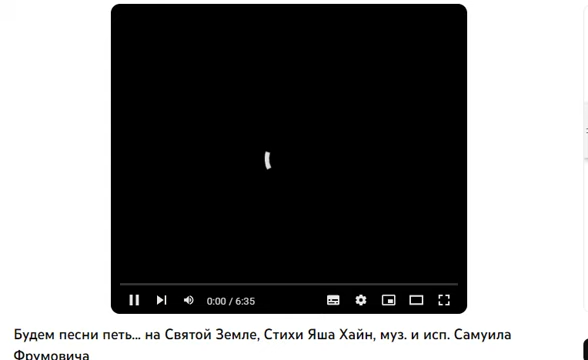 0:00 / 6:35
Будем песни петь... на Святой Земле, Стихи Яша Хайн, муз. и исп. Самуила
Фрумовича